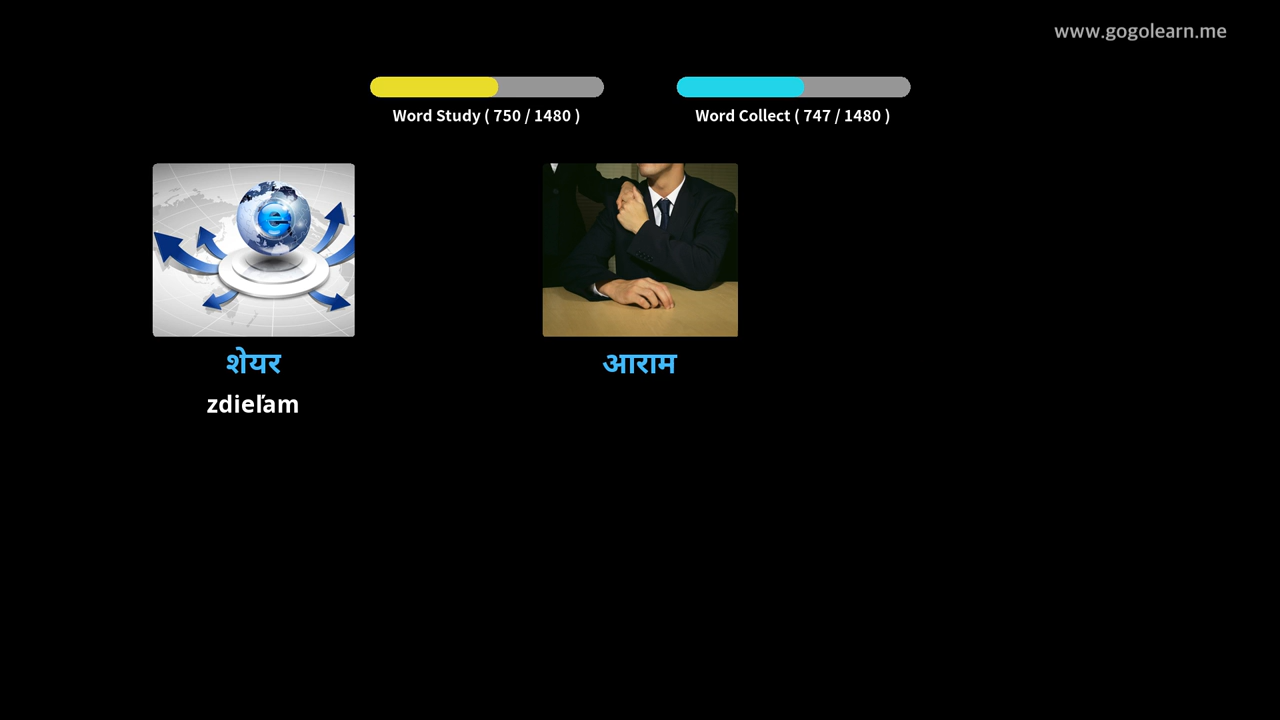 www.gogolearn.me
Word Study ( 750 / 1480 )
Word Collect ( 747 / 1480 )
e
शेयर
आराम
zdieľam